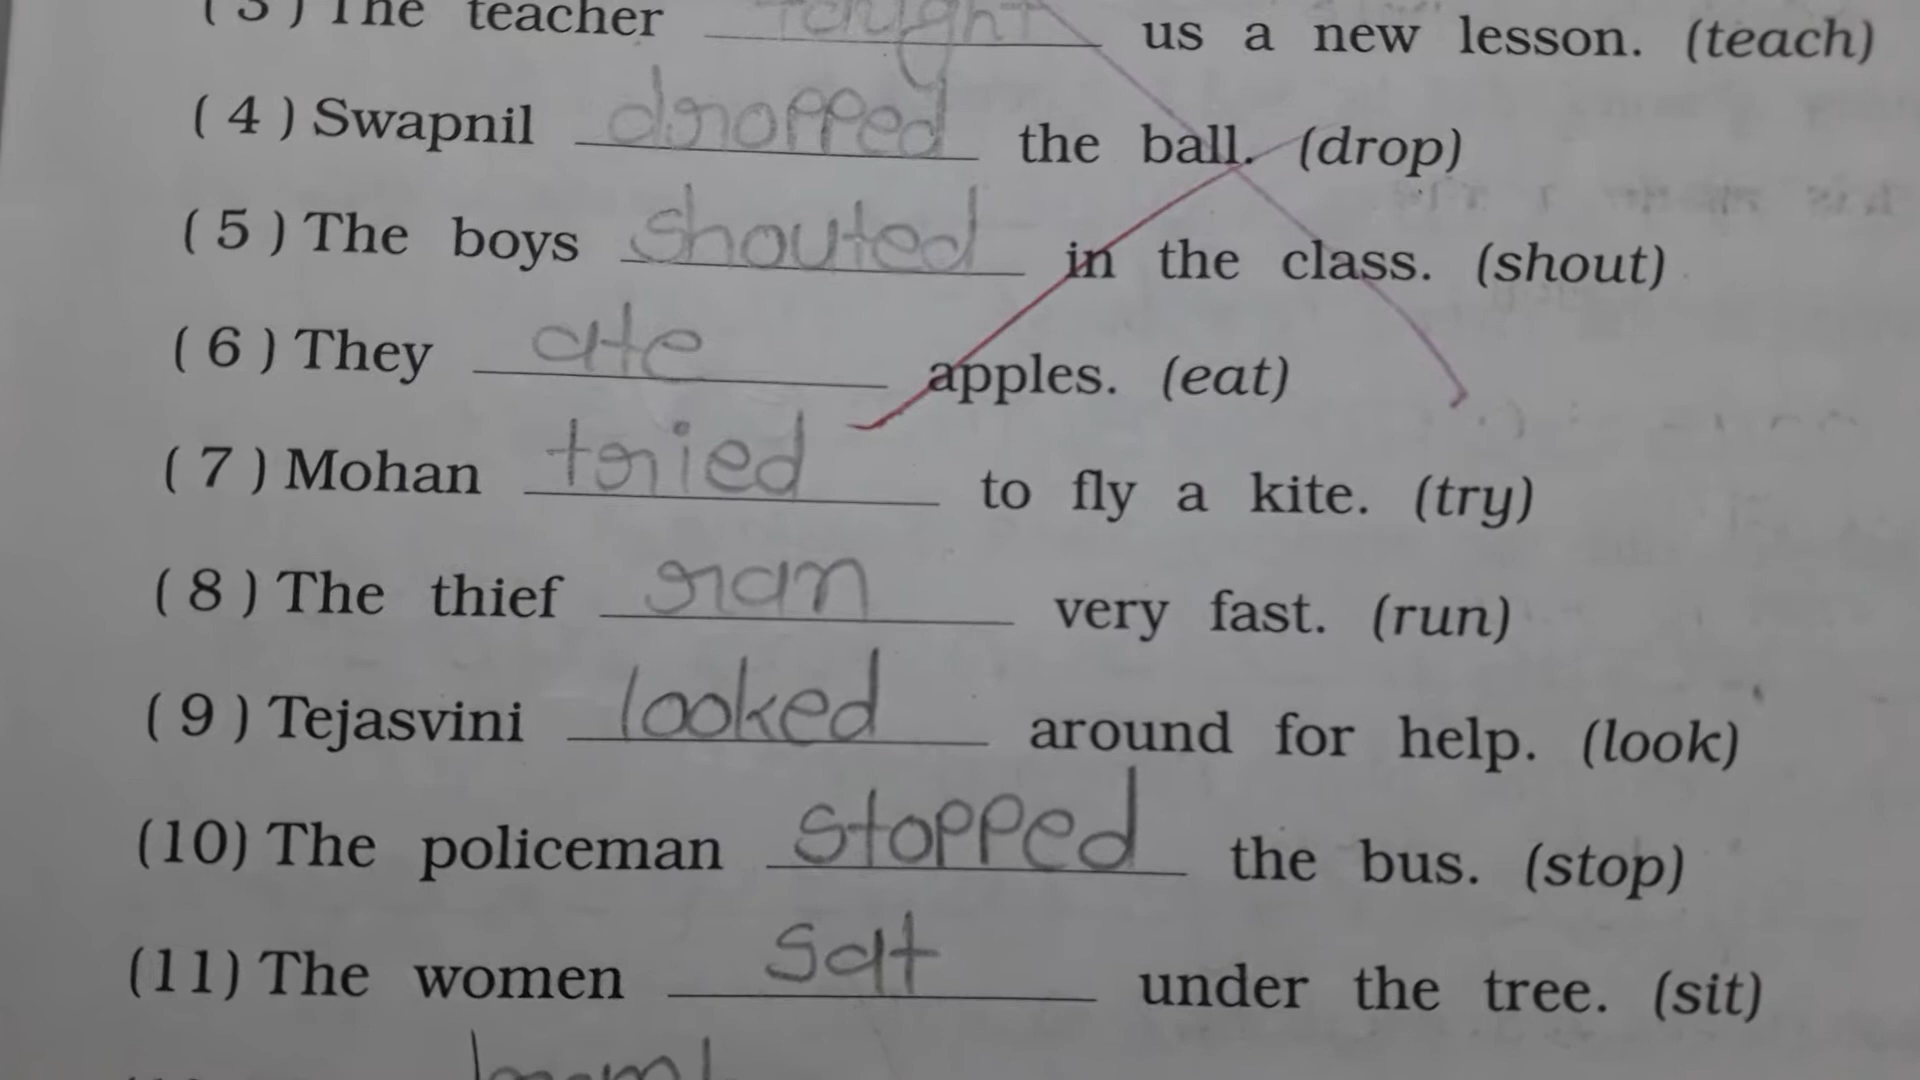 ( 3 ) The teacher taught us a new lesson. (teach)
( 4 ) Swapnil dropped the ball. (drop)
( 5 ) The boys shouted in the class. (shout)
( 6 ) They ate apples. (eat)
( 7 ) Mohan tried to fly a kite. (try)
( 8 ) The thief ran very fast. (run)
( 9 ) Tejasvini looked around for help. (look)
(10) The policeman stopped the bus. (stop)
(11) The women sat under the tree. (sit)